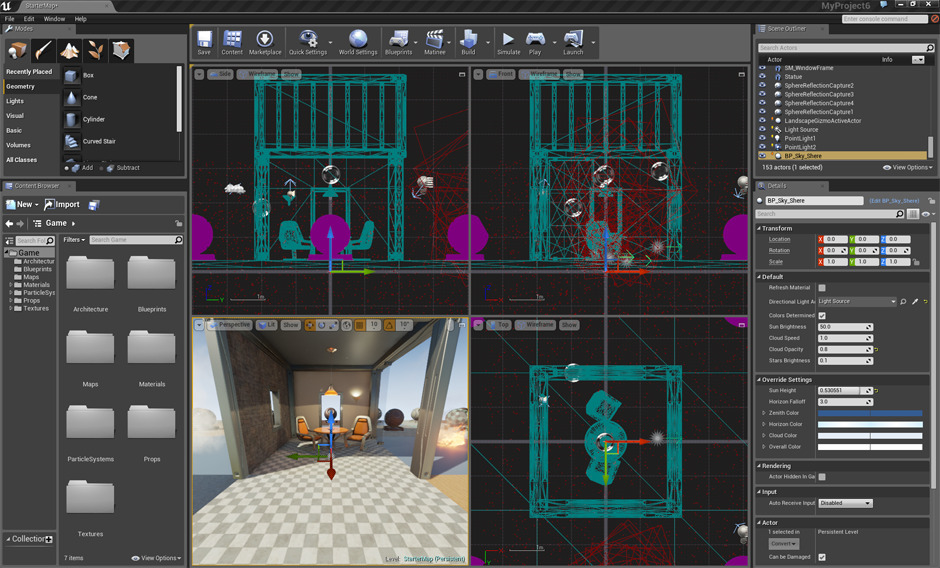 StarterMap*
MyProject6
File Edit Window Help
Enter console command
Modes
Save Content Marketplace Quick Settings World Settings Blueprints Matinee Build Simulate Play Launch
Scene Outliner
Search Actors
Actor Info
SM_WindowFrame
Statue
SphereReflectionCapture2
SphereReflectionCapture3
SphereReflectionCapture4
SphereReflectionCapture1
LandscapeGizmoActiveActor
Light Source
PointLight1
PointLight2
BP_Sky_Shere
153 actors (1 selected) View Options
Recently Placed
Geometry
Lights
Visual
Basic
Volumes
All Classes
Box
Cone
Cylinder
Curved Stair
Add Subtract
Side Wireframe Show
Front Wireframe Show
Content Browser
New Import
Game
Search Fol
Filters Search Game
Game
Architectur
Blueprints
Maps
Materials
ParticleSys
Props
Textures
Architecture
Blueprints
Maps
Materials
ParticleSystems
Props
Textures
Collection
7 items View Options
Perspective Lit Show 10 10°
Level: StarterMap (Persistent)
Top Wireframe Show
Details
BP_Sky_Shere (Edit BP_Sky_Shere)
Search
Transform
Location X 0.0 Y 0.0 Z 0.0
Rotation X 0.0 Y 0.0 Z 0.0
Scale X 1.0 Y 1.0 Z 1.0
Default
Refresh Material
Directional Light A Light Source
Colors Determined
Sun Brightness 50.0
Cloud Speed 1.0
Cloud Opacity 0.8
Stars Brightness 0.1
Override Settings
Sun Height 0.530551
Horizon Falloff 3.0
Zenith Color
Horizon Color
Cloud Color
Overall Color
Rendering
Actor Hidden In Ga
Input
Auto Receive Input Disabled
Actor
1 selected in Persistent Level
Convert
Can be Damaged